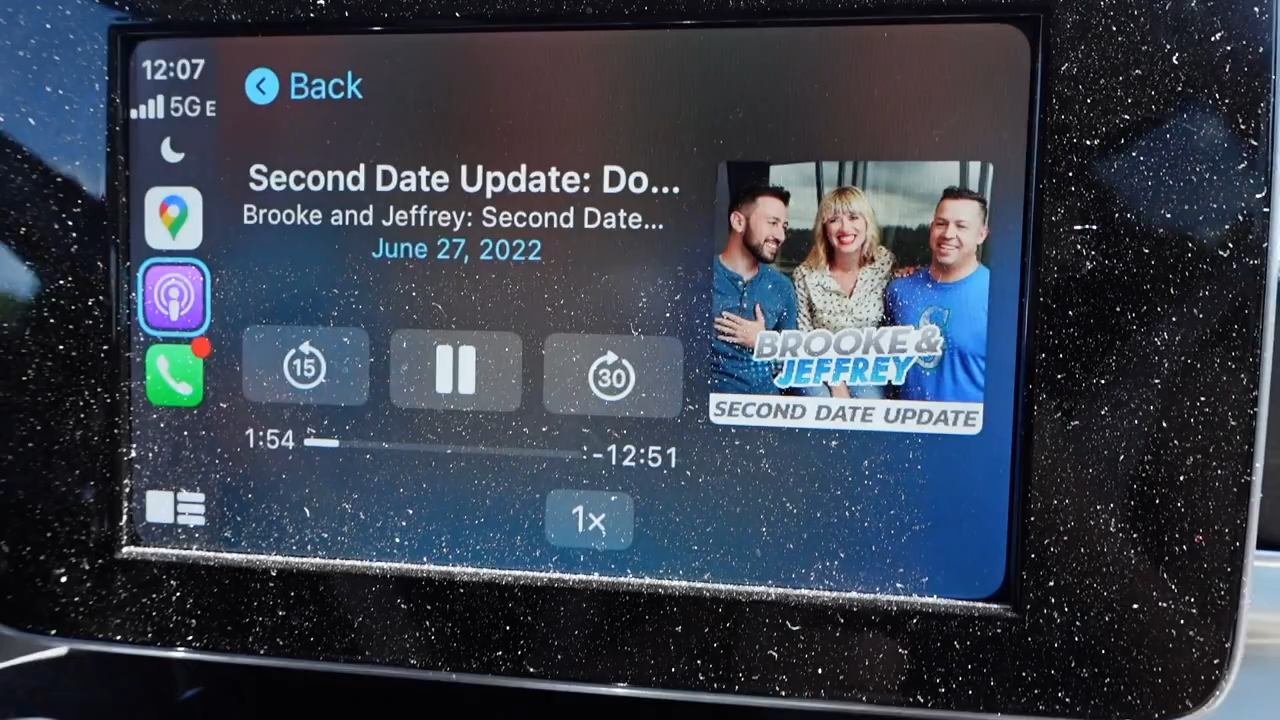 12:07
5G E
Back
Second Date Update: Do...
Brooke and Jeffrey: Second Date...
June 27, 2022
15
30
1:54
-12:51
1x
BROOKE &
JEFFREY
SECOND DATE UPDATE